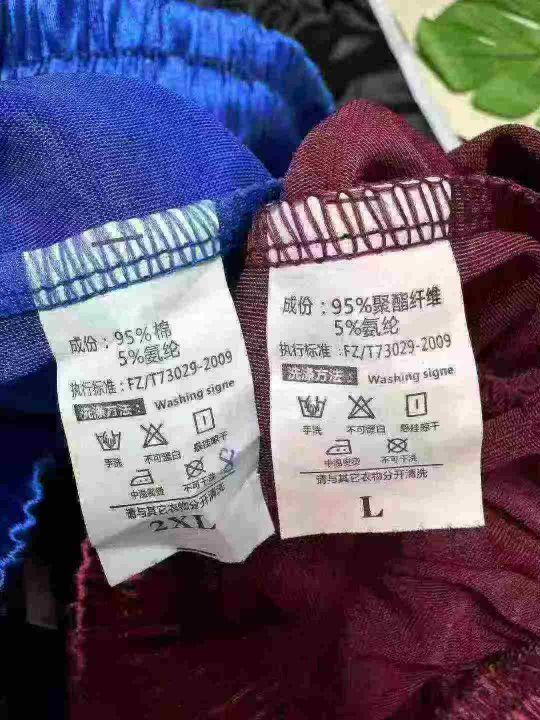 成份：95%棉
5%氨纶
执行标准：FZ/T73029-2009
洗涤方法： Washing signe
手洗 不可漂白 悬挂晾干
中温熨烫 不可干洗
请与其它衣物分开清洗
2XL
8
成份：95%聚酯纤维
5%氨纶
执行标准：FZ/T73029-2009
洗涤方法： Washing signe
手洗 不可漂白 悬挂晾干
中温熨烫 不可干洗
请与其它衣物分开清洗
L